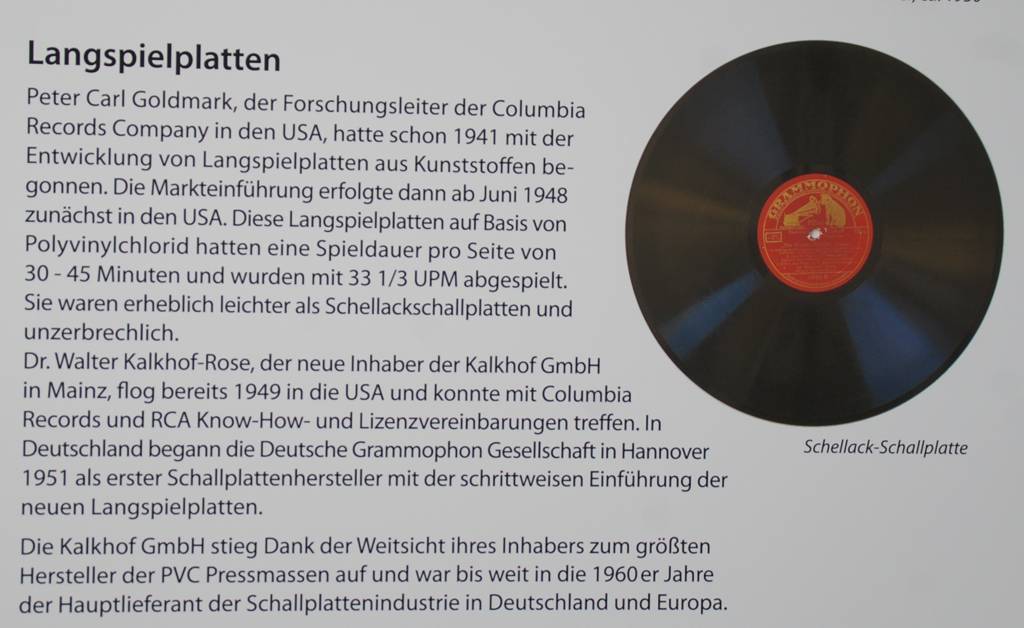 Langspielplatten
Peter Carl Goldmark, der Forschungsleiter der Columbia
Records Company in den USA, hatte schon 1941 mit der
Entwicklung von Langspielplatten aus Kunststoffen be-
gonnen. Die Markteinführung erfolgte dann ab Juni 1948
zunächst in den USA. Diese Langspielplatten auf Basis von
Polyvinylchlorid hatten eine Spieldauer pro Seite von
30 - 45 Minuten und wurden mit 33 1/3 UPM abgespielt.
Sie waren erheblich leichter als Schellackschallplatten und
unzerbrechlich.
Dr. Walter Kalkhof-Rose, der neue Inhaber der Kalkhof GmbH
in Mainz, flog bereits 1949 in die USA und konnte mit Columbia
Records und RCA Know-How- und Lizenzvereinbarungen treffen. In
Deutschland begann die Deutsche Grammophon Gesellschaft in Hannover
1951 als erster Schallplattenhersteller mit der schrittweisen Einführung der
neuen Langspielplatten.
Die Kalkhof GmbH stieg Dank der Weitsicht ihres Inhabers zum größten
Hersteller der PVC Pressmassen auf und war bis weit in die 1960er Jahre
der Hauptlieferant der Schallplattenindustrie in Deutschland und Europa.
GRAMMOPHON
Schellack-Schallplatte